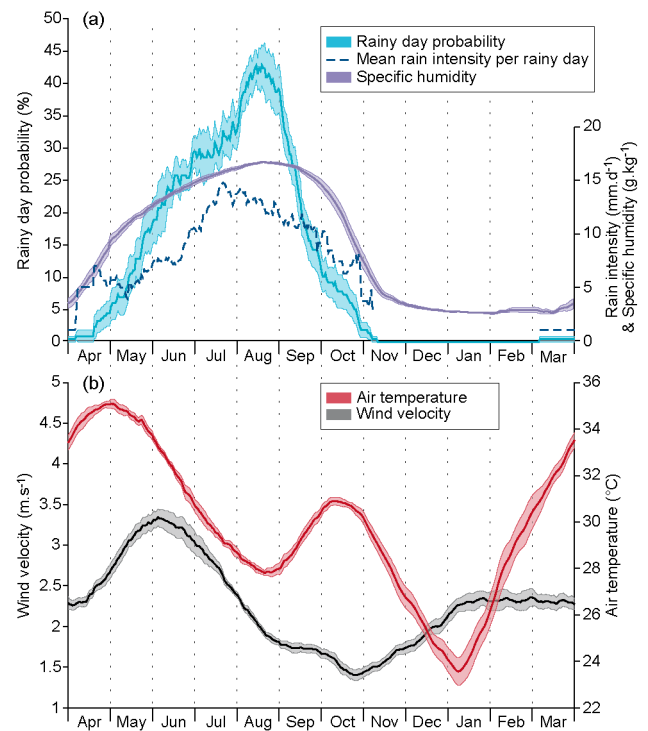 (a)
Rainy day probability
Mean rain intensity per rainy day
Specific humidity
Rainy day probability (%)
50
45
40
35
30
25
20
15
10
5
0
20
15
10
5
0
Rain intensity (mm.d⁻¹)
& Specific humidity (g.kg⁻¹)
Apr May Jun Jul Aug Sep Oct Nov Dec Jan Feb Mar
(b)
Air temperature
Wind velocity
Wind velocity (m.s⁻¹)
5
4.5
4
3.5
3
2.5
2
1.5
1
36
34
32
30
28
26
24
22
Air temperature (°C)
Apr May Jun Jul Aug Sep Oct Nov Dec Jan Feb Mar